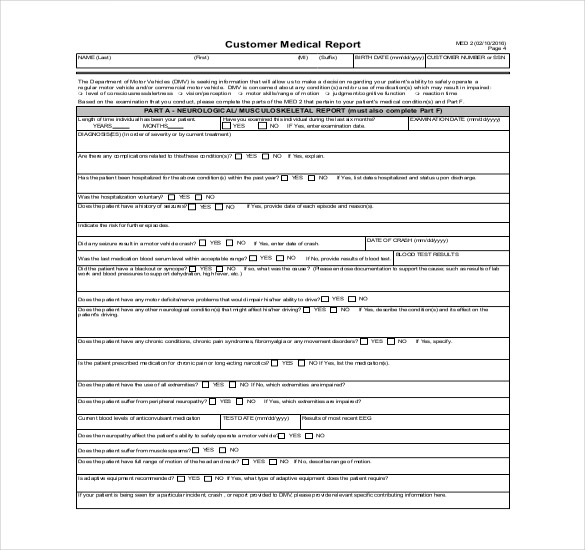 Customer Medical Report
MED 2 (02/16/2016)
Page 4
NAME (Last) (First) (MI) (Suffix) BIRTH DATE (mm/dd/yyyy) CUSTOMER NUMBER or SSN
The Department of Motor Vehicles (DMV) is seeking information that will allow us to make a decision regarding your patient's ability to safely operate a
regular motor vehicle and/or commercial motor vehicle. DMV is concerned about any condition(s) and/or use of medication(s) which may result in impaired:
level of consciousness/alertness vision/perception motor skills/range of motion judgment/cognitive function reaction time
Based on the examination that you conduct, please complete the parts of the MED 2 that pertain to your patient's medical condition(s) and Part F.
PART A - NEUROLOGICAL/ MUSCULOSKELETAL REPORT (must also complete Part F)
Length of time individual has been your patient. Have you examined this individual during the last six months? EXAMINATION DATE (mm/dd/yyyy)
YEARS_____ MONTHS_____ YES NO IF Yes, enter examination date.
DIAGNOSIS(ES) (In order of severity or by current treatment)
Are there any complications related to this/these condition(s)? YES NO If Yes, explain.
Has the patient been hospitalized for the above condition(s) within the past year? YES NO If Yes, list dates hospitalized and status upon discharge.
Was the hospitalization voluntary? YES NO
Does the patient have a history of seizures? YES NO If Yes, provide date of each episode and reason(s).
Indicate the risk for further episodes.
Did any seizure result in a motor vehicle crash? YES NO If Yes, enter date of crash. DATE OF CRASH (mm/dd/yyyy)
Was the last medication blood serum level within acceptable range? YES NO If No, provide results of blood test. BLOOD TEST RESULTS
Did the patient have a blackout or syncope? YES NO If so, what was the cause? (Please enclose documentation to support the cause; such as results of lab
work and blood pressures to support dehydration, high fever, etc.)
Does the patient have any motor deficits/nerve problems that would impair his/her ability to drive? YES NO
Does the patient have any other neurological condition(s) that might affect his/her driving? YES NO If Yes, describe the condition(s) and its effect on the
patient's driving.
Does the patient have any chronic conditions, chronic pain syndromes, fibromyalgia or any movement disorders? YES NO If Yes, specify.
Is the patient prescribed medication for chronic pain or long-acting narcotics? YES NO If Yes, list the medication(s).
Does the patient have the use of all extremities? YES NO If No, which extremities are impaired?
Does the patient suffer from peripheral neuropathy? YES NO If Yes, which extremities are impaired?
Current blood levels of anticonvulsant medication TEST DATE (mm/dd/yyyy) Results of most recent EEG
Does the neuropathy affect the patient's ability to safely operate a motor vehicle? YES NO
Does the patient suffer from muscle spasms? YES NO
Does the patient have full range of motion of the head and neck? YES NO If No, describe range of motion.
Is adaptive equipment recommended? YES NO If Yes, what type of adaptive equipment does the patient require?
If your patient is being seen for a particular incident, crash , or report provided to DMV, please provide relevant specific contributing information here.